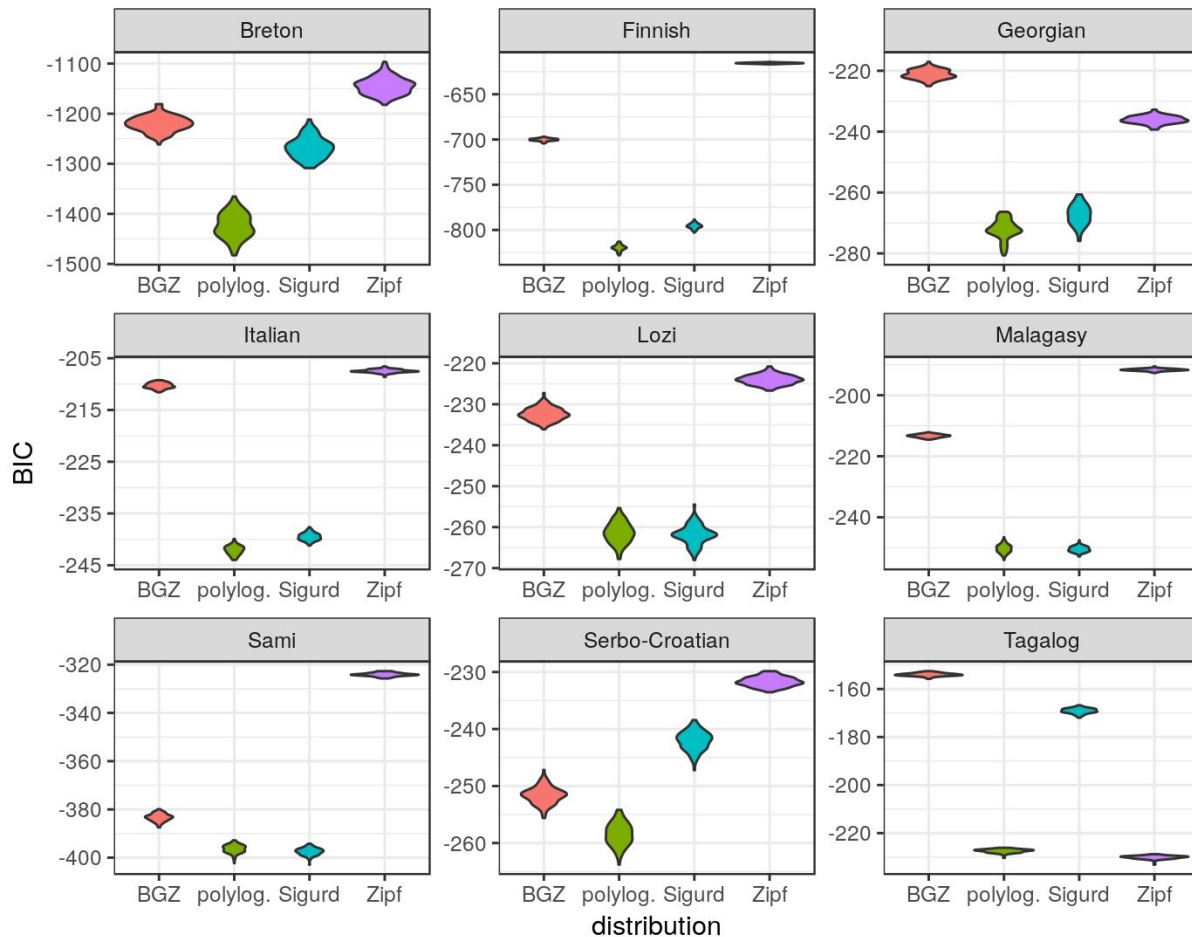 Breton
Finnish
Georgian
-1100
-1200
-1300
-1400
-1500
-650
-700
-750
-800
-220
-240
-260
-280
BGZ polylog. Sigurd Zipf
BGZ polylog. Sigurd Zipf
BGZ polylog. Sigurd Zipf
Italian
Lozi
Malagasy
BIC
-205
-215
-225
-235
-245
-220
-230
-240
-250
-260
-270
-200
-220
-240
BGZ polylog. Sigurd Zipf
BGZ polylog. Sigurd Zipf
BGZ polylog. Sigurd Zipf
Sami
Serbo-Croatian
Tagalog
-320
-340
-360
-380
-400
-230
-240
-250
-260
-160
-180
-200
-220
BGZ polylog. Sigurd Zipf
BGZ polylog. Sigurd Zipf
BGZ polylog. Sigurd Zipf
distribution